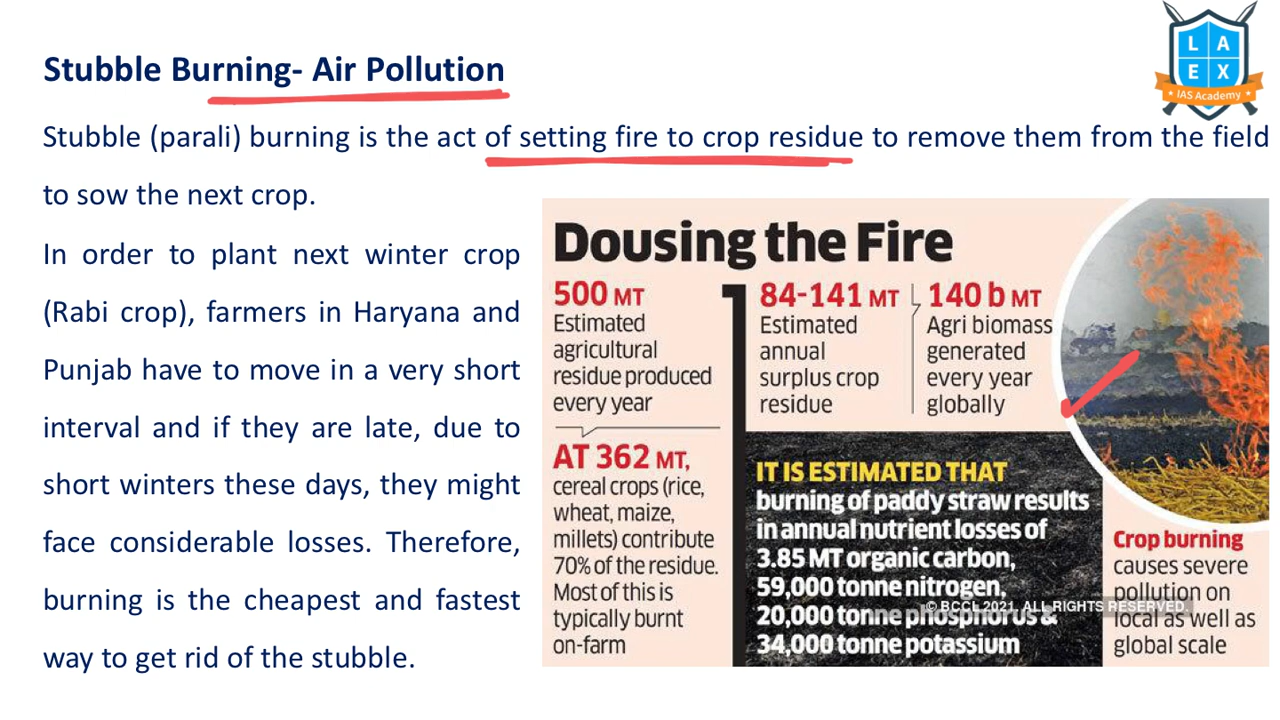 Stubble Burning- Air Pollution
L A
E X
IAS Academy
Stubble (parali) burning is the act of setting fire to crop residue to remove them from the field
to sow the next crop.
In order to plant next winter crop
(Rabi crop), farmers in Haryana and
Punjab have to move in a very short
interval and if they are late, due to
short winters these days, they might
face considerable losses. Therefore,
burning is the cheapest and fastest
way to get rid of the stubble.
Dousing the Fire
500 MT
Estimated
agricultural
residue produced
every year
AT 362 MT,
cereal crops (rice,
wheat, maize,
millets) contribute
70% of the residue.
Most of this is
typically burnt
on-farm
84-141 MT
Estimated
annual
surplus crop
residue
140 b MT
Agri biomass
generated
every year
globally
IT IS ESTIMATED THAT
burning of paddy straw results
in annual nutrient losses of
3.85 MT organic carbon,
59,000 tonne nitrogen,
20,000 tonne phosphorus &
34,000 tonne potassium
Crop burning
causes severe
pollution on
local as well as
global scale
© BCCL 2021. ALL RIGHTS RESERVED.